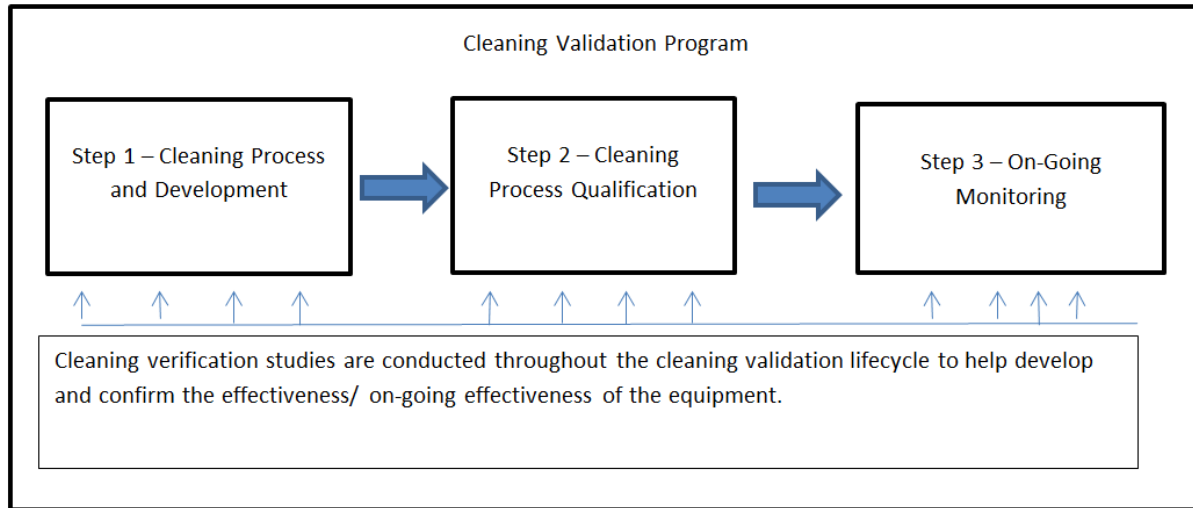 Cleaning Validation Program
Step 1 – Cleaning Process
and Development
Step 2 – Cleaning
Process Qualification
Step 3 – On-Going
Monitoring
Cleaning verification studies are conducted throughout the cleaning validation lifecycle to help develop
and confirm the effectiveness/ on-going effectiveness of the equipment.